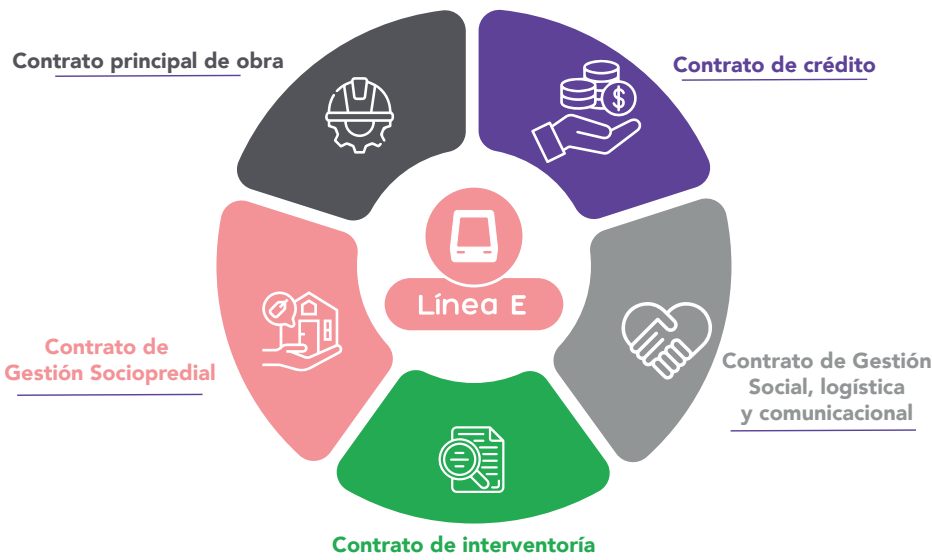 Contrato principal de obra
Contrato de crédito
$
Línea E
Contrato de
Gestión Sociopredial
Contrato de Gestión
Social, logística
y comunicacional
Contrato de interventoría